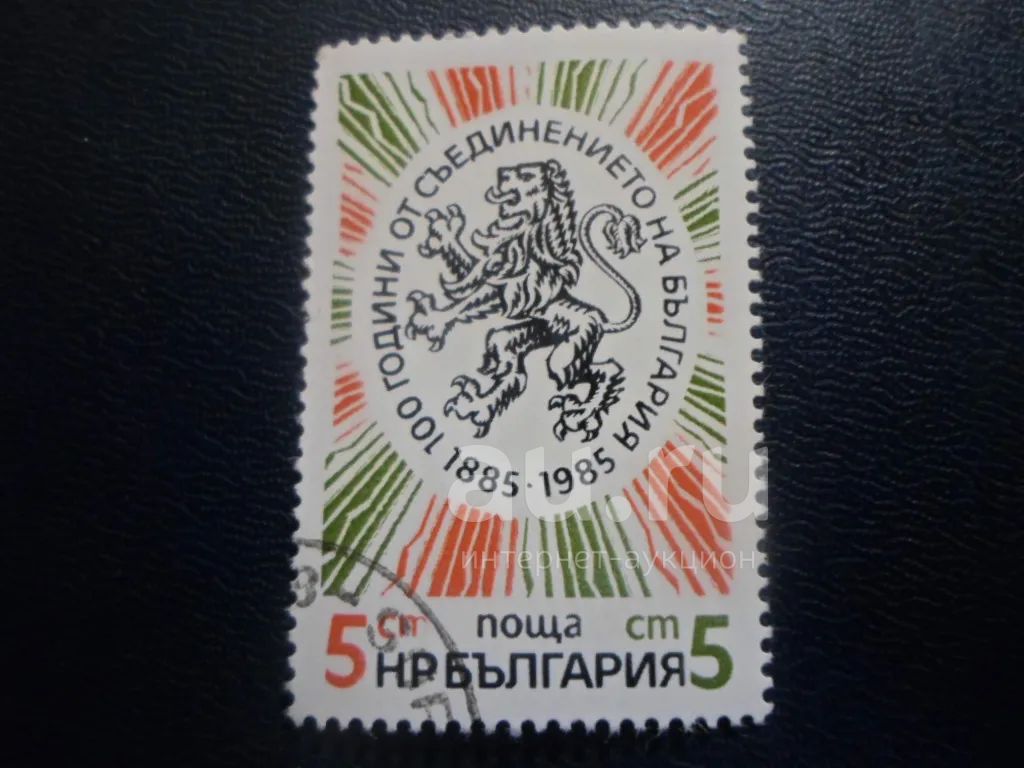 100 ГОДИНИ ОТ СЪЕДИНЕНИЕТО НА БЪЛГАРИЯ
1885 · 1985
au.ru
интернет-аукцион
5 ст поща ст 5
НР БЪЛГАРИЯ